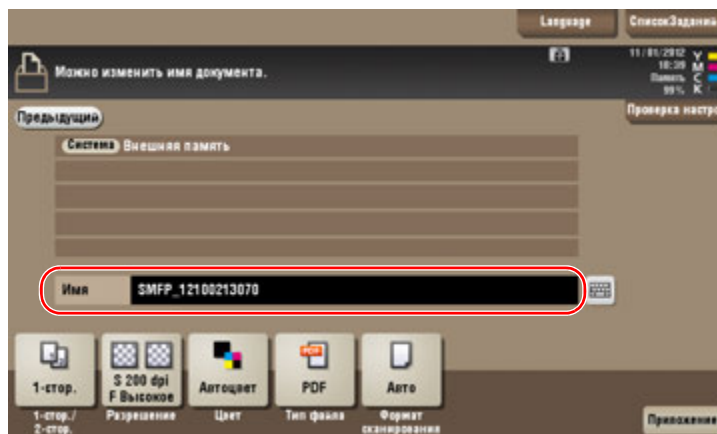 Language
СписокЗадани
Можно изменить имя документа.
11/01/2012
18:39
Память
99%
Y
M
C
K
Предыдущий
Проверка настр
Система Внешняя память
Имя
SMFP_12100213070
1-стор.
S 200 dpi
F Высокое
Автоцвет
PDF
PDF
Авто
1-стор./
2-стор.
Разрешение
Цвет
Тип файла
Формат
сканирования
Приложение